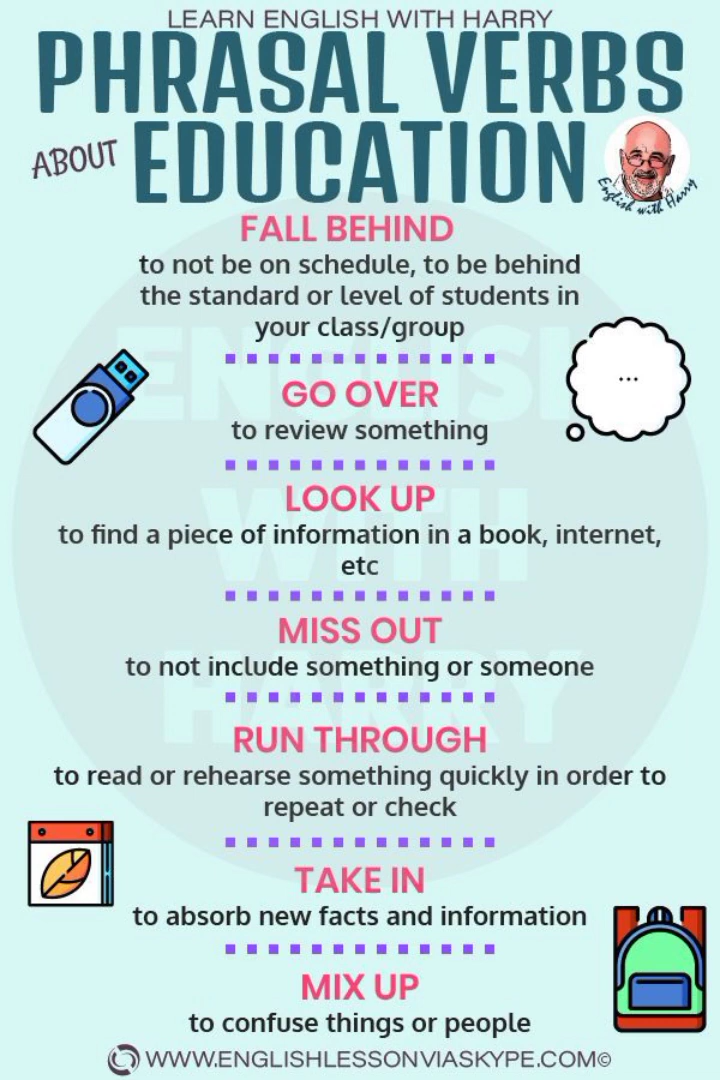 LEARN ENGLISH WITH HARRY
PHRASAL VERBS
ABOUT EDUCATION
English with Harry
FALL BEHIND
to not be on schedule, to be behind
the standard or level of students in
your class/group
...
GO OVER
to review something
LOOK UP
to find a piece of information in a book, internet,
etc
MISS OUT
to not include something or someone
RUN THROUGH
to read or rehearse something quickly in order to
repeat or check
TAKE IN
to absorb new facts and information
MIX UP
to confuse things or people
WWW.ENGLISHLESSONVIASKYPE.COM©
ENGLISH
WITH
HARRY